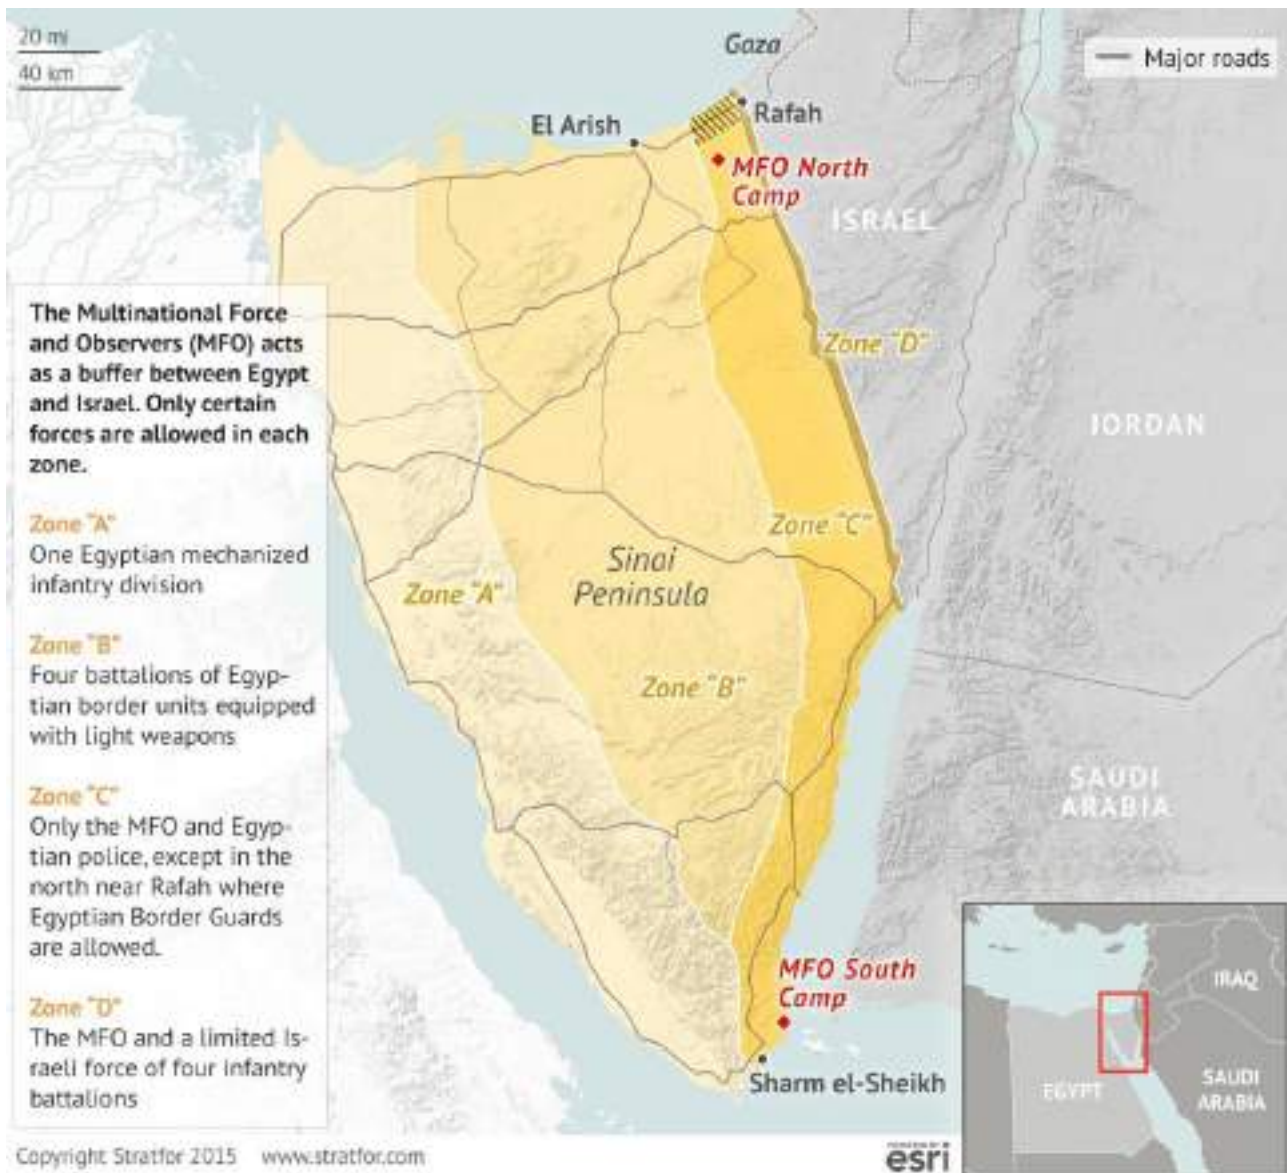 20 mi
40 km
Gaza
Major roads
El Arish
Rafah
MFO North
Camp
ISRAEL
Zone "D"
JORDAN
The Multinational Force
and Observers (MFO) acts
as a buffer between Egypt
and Israel. Only certain
forces are allowed in each
zone.
Zone "A"
One Egyptian mechanized
infantry division
Zone "B"
Four battalions of Egyp-
tian border units equipped
with light weapons
Zone "C"
Only the MFO and Egyp-
tian police, except in the
north near Rafah where
Egyptian Border Guards
are allowed.
Zone "D"
The MFO and a limited Is-
raeli force of four infantry
battalions
Zone "C"
Sinai
Peninsula
Zone "A"
Zone "B"
SAUDI
ARABIA
MFO South
Camp
Sharm el-Sheikh
IRAQ
EGYPT
SAUDI
ARABIA
Copyright Stratfor 2015 www.stratfor.com
esri